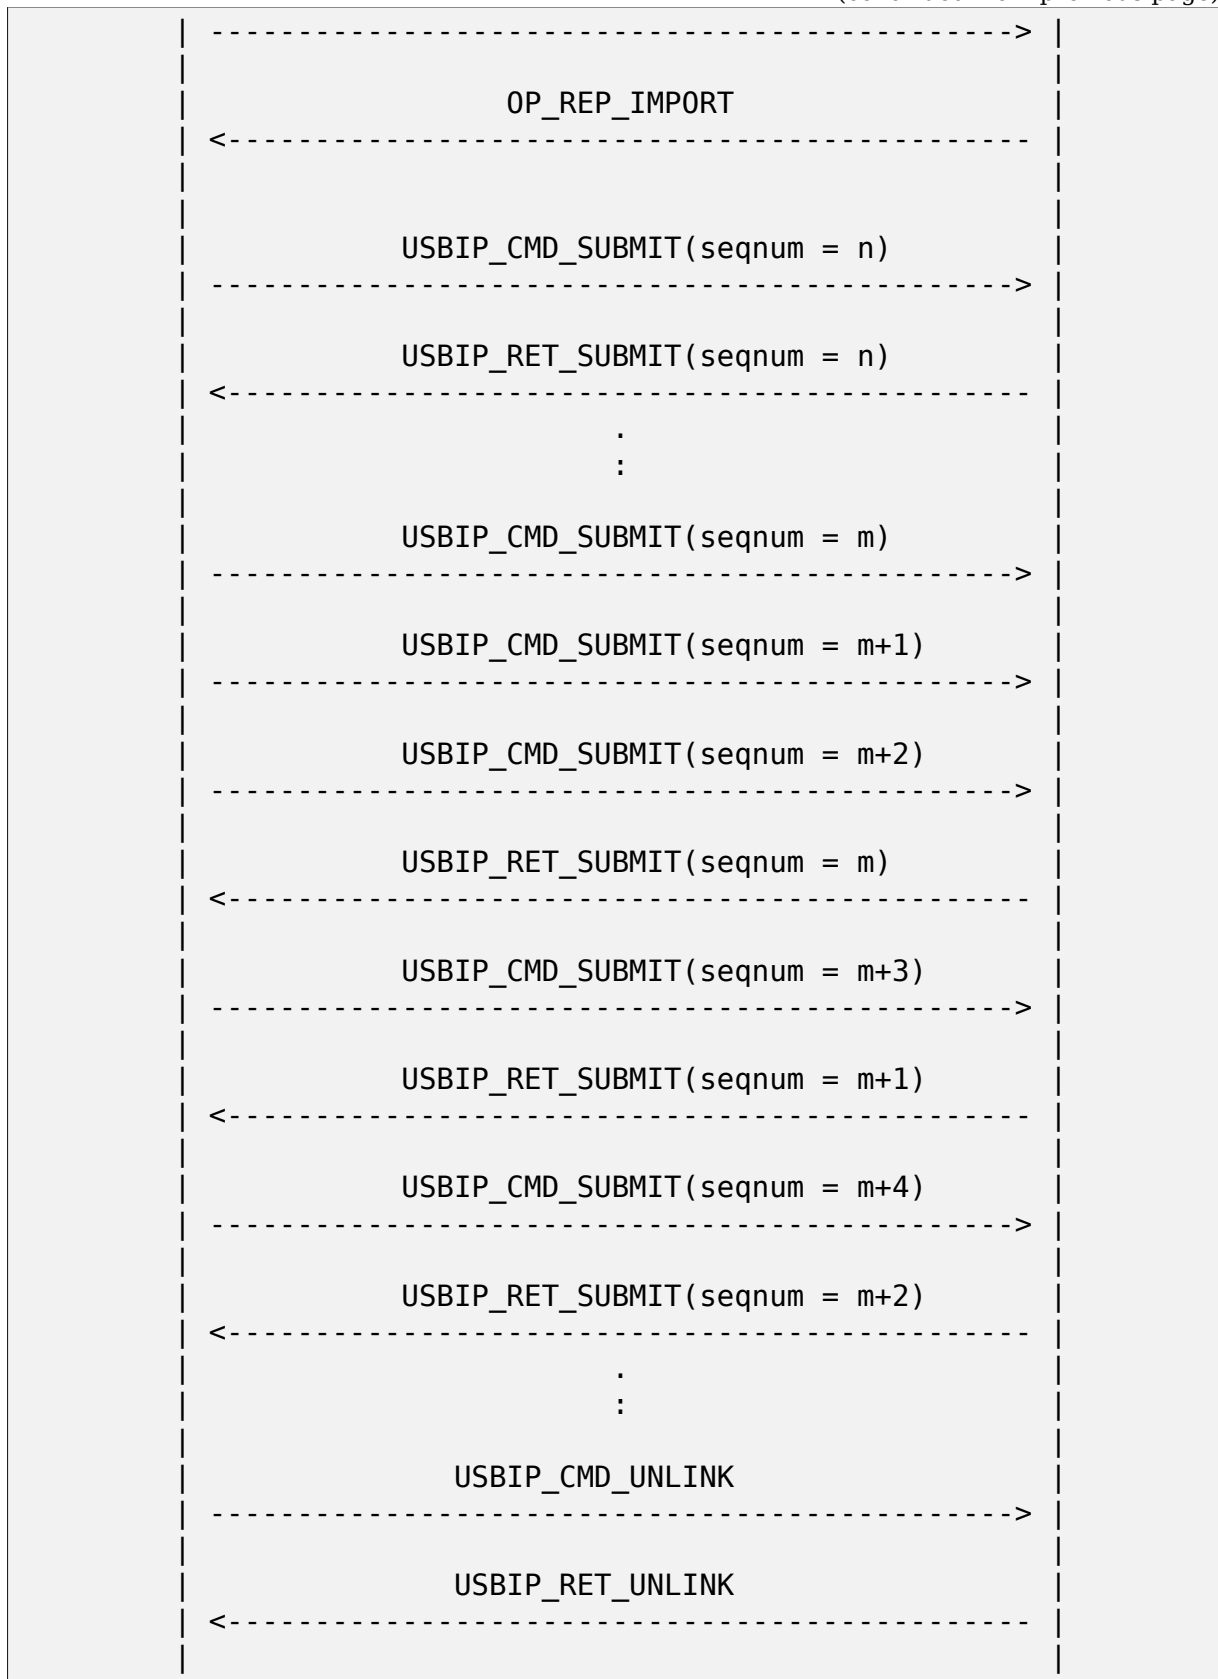 ------------------------------------------------>
OP_REP_IMPORT
<------------------------------------------------
USBIP_CMD_SUBMIT(seqnum = n)
------------------------------------------------>
USBIP_RET_SUBMIT(seqnum = n)
<------------------------------------------------
.
:
USBIP_CMD_SUBMIT(seqnum = m)
------------------------------------------------>
USBIP_CMD_SUBMIT(seqnum = m+1)
------------------------------------------------>
USBIP_CMD_SUBMIT(seqnum = m+2)
------------------------------------------------>
USBIP_RET_SUBMIT(seqnum = m)
<------------------------------------------------
USBIP_CMD_SUBMIT(seqnum = m+3)
------------------------------------------------>
USBIP_RET_SUBMIT(seqnum = m+1)
<------------------------------------------------
USBIP_CMD_SUBMIT(seqnum = m+4)
------------------------------------------------>
USBIP_RET_SUBMIT(seqnum = m+2)
<------------------------------------------------
.
:
USBIP_CMD_UNLINK
------------------------------------------------>
USBIP_RET_UNLINK
<------------------------------------------------